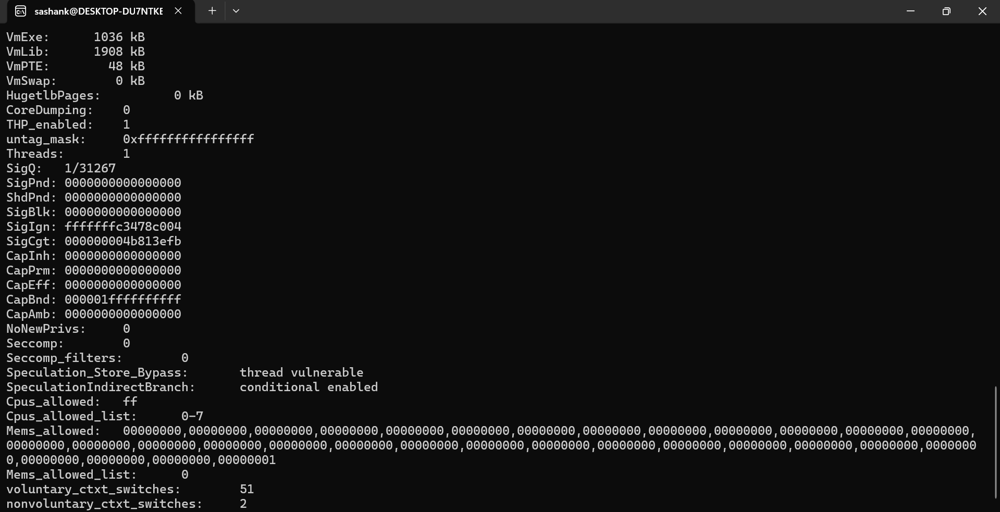 sashank@DESKTOP-DU7NTKE
VmExe:      1036 kB
VmLib:      1908 kB
VmPTE:        48 kB
VmSwap:        0 kB
HugetlbPages:          0 kB
CoreDumping:    0
THP_enabled:    1
untag_mask:     0xffffffffffffffff
Threads:        1
SigQ:   1/31267
SigPnd: 0000000000000000
ShdPnd: 0000000000000000
SigBlk: 0000000000000000
SigIgn: fffffffc3478c004
SigCgt: 000000004b813efb
CapInh: 0000000000000000
CapPrm: 0000000000000000
CapEff: 0000000000000000
CapBnd: 000001ffffffffff
CapAmb: 0000000000000000
NoNewPrivs:     0
Seccomp:        0
Seccomp_filters:        0
Speculation_Store_Bypass:       thread vulnerable
SpeculationIndirectBranch:      conditional enabled
Cpus_allowed:   ff
Cpus_allowed_list:      0-7
Mems_allowed:   00000000,00000000,00000000,00000000,00000000,00000000,00000000,00000000,00000000,00000000,00000000,00000000,00000000,
00000000,00000000,00000000,00000000,00000000,00000000,00000000,00000000,00000000,00000000,00000000,00000000,00000000,00000000,0000000
0,00000000,00000000,00000000,00000001
Mems_allowed_list:      0
voluntary_ctxt_switches:        51
nonvoluntary_ctxt_switches:     2